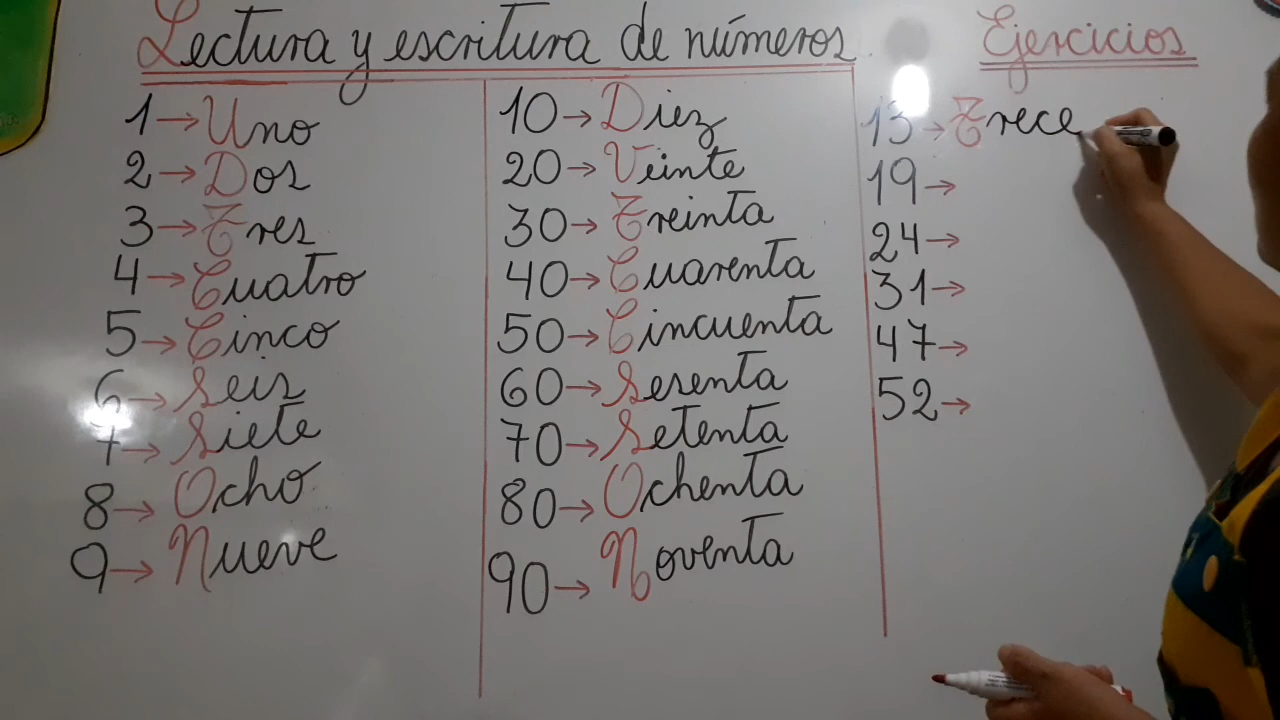 Lectura y escritura de números
1→Uno
2→Dos
3→Tres
4→Cuatro
5→Cinco
6→Seis
7→Siete
8→Ocho
9→Nueve
10→Diez
20→Veinte
30→Treinta
40→Cuarenta
50→Cincuenta
60→Sesenta
70→Setenta
80→Ochenta
90→Noventa
Ejercicios
13→Trece
19→
24→
31→
47→
52→